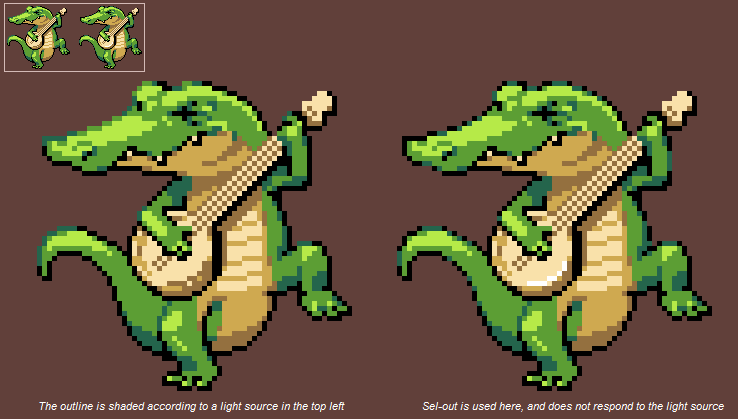 The outline is shaded according to a light source in the top left
Sel-out is used here, and does not respond to the light source